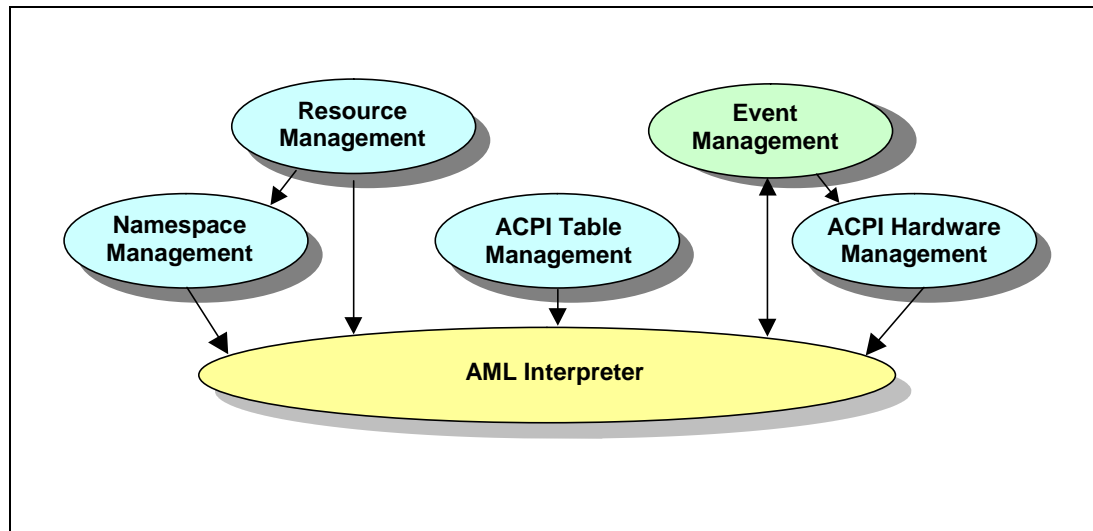 Resource
Management
Event
Management
Namespace
Management
ACPI Table
Management
ACPI Hardware
Management
AML Interpreter